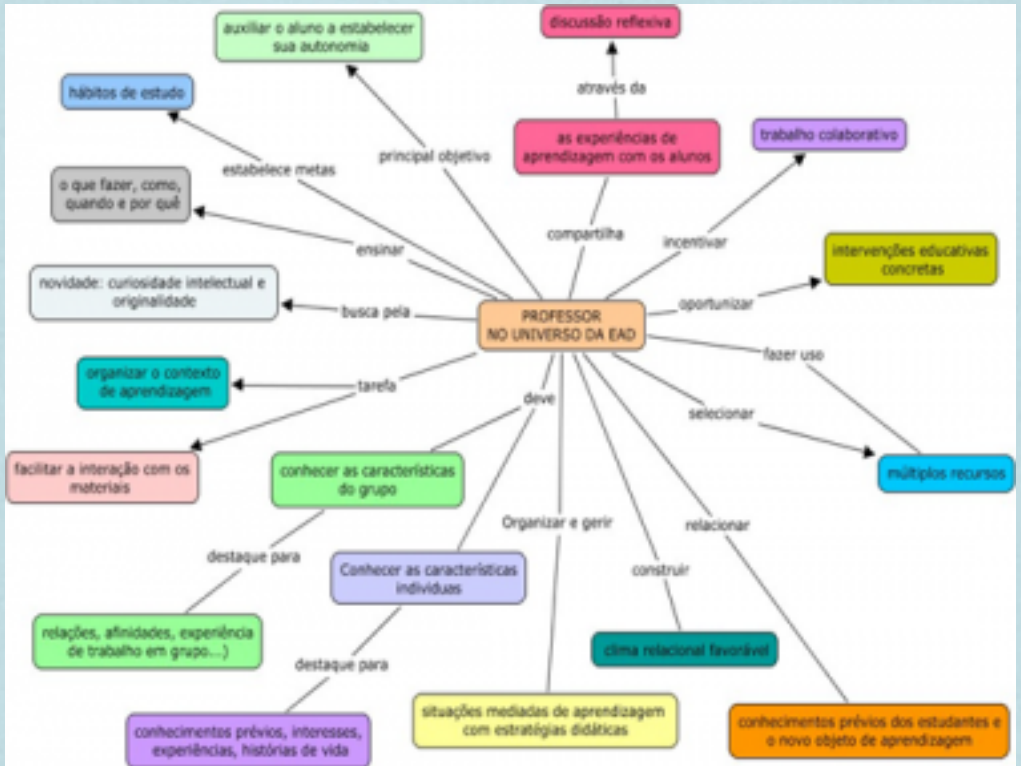 auxiliar o aluno a estabelecer
sua autonomia
discussão reflexiva
hábitos de estudo
através da
as experiências de
aprendizagem com os alunos
trabalho colaborativo
principal objetivo
estabelece metas
o que fazer, como,
quando e por quê
compartilha
incentivar
ensinar
intervenções educativas
concretas
novidade: curiosidade intelectual e
originalidade
busca pela
oportunizar
PROFESSOR
NO UNIVERSO DA EAD
fazer uso
organizar o contexto
de aprendizagem
tarefa
deve
selecionar
facilitar a interação com os
materiais
conhecer as características
do grupo
múltiplos recursos
Organizar e gerir
relacionar
destaque para
Conhecer as características
individuas
construir
relações, afinidades, experiência
de trabalho em grupo...)
clima relacional favorável
destaque para
conhecimentos prévios, interesses,
experiências, histórias de vida
situações mediadas de aprendizagem
com estratégias didáticas
conhecimentos prévios dos estudantes e
o novo objeto de aprendizagem